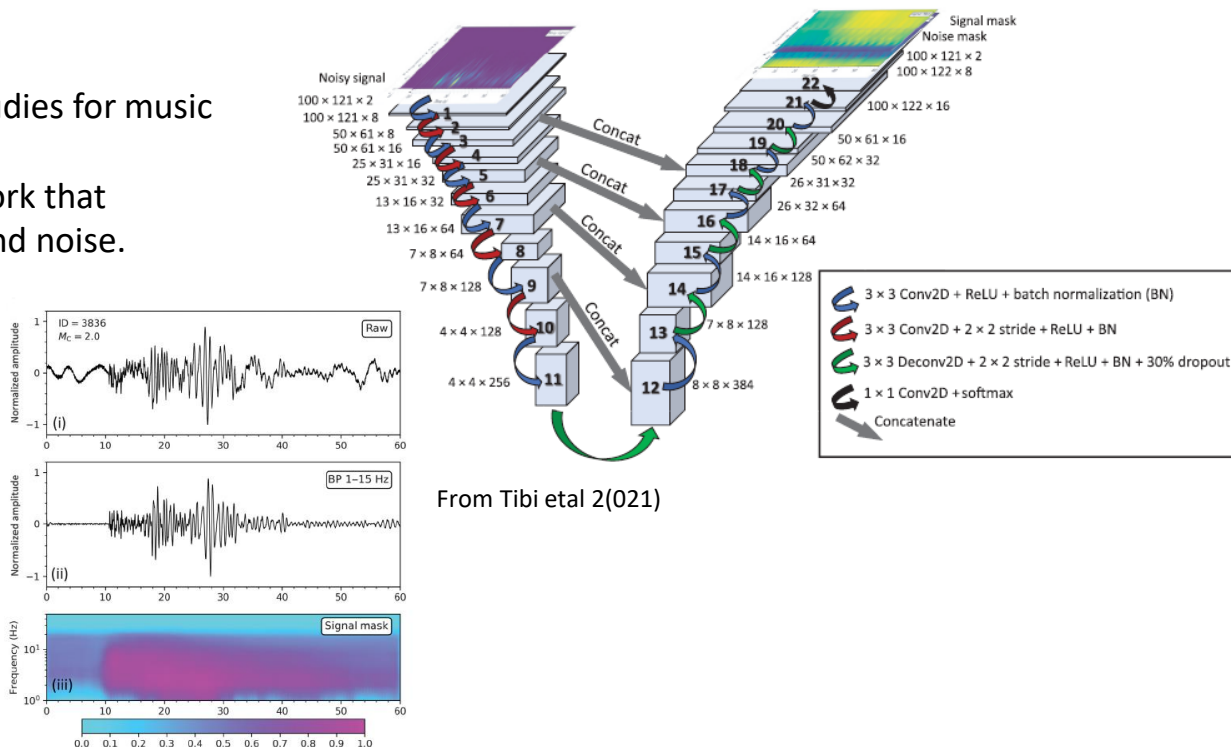 udies for music
ork that
nd noise.
Noisy signal
100 × 121 × 2
100 × 121 × 8
50 × 61 × 8
50 × 61 × 16
25 × 31 × 16
25 × 31 × 32
13 × 16 × 32
13 × 16 × 64
7 × 8 × 64
7 × 8 × 128
4 × 4 × 128
4 × 4 × 256
1
2
3
4
5
6
7
8
9
10
11
Concat
Concat
Concat
Concat
Signal mask
Noise mask
100 × 121 × 2
100 × 122 × 8
100 × 122 × 16
50 × 61 × 16
50 × 62 × 32
26 × 31 × 32
26 × 32 × 64
14 × 16 × 64
14 × 16 × 128
7 × 8 × 128
8 × 8 × 384
22
21
20
19
18
17
16
15
14
13
12
3 × 3 Conv2D + ReLU + batch normalization (BN)
3 × 3 Conv2D + 2 × 2 stride + ReLU + BN
3 × 3 Deconv2D + 2 × 2 stride + ReLU + BN + 30% dropout
1 × 1 Conv2D + softmax
Concatenate
From Tibi etal 2(021)
ID = 3836
M_C = 2.0
Raw
Normalized amplitude
1
0
−1
(i)
0 10 20 30 40 50 60
BP 1–15 Hz
Normalized amplitude
1
0
−1
(ii)
0 10 20 30 40 50 60
Signal mask
Frequency (Hz)
10¹
10⁰
(iii)
0 10 20 30 40 50 60
0.0 0.1 0.2 0.3 0.4 0.5 0.6 0.7 0.8 0.9 1.0